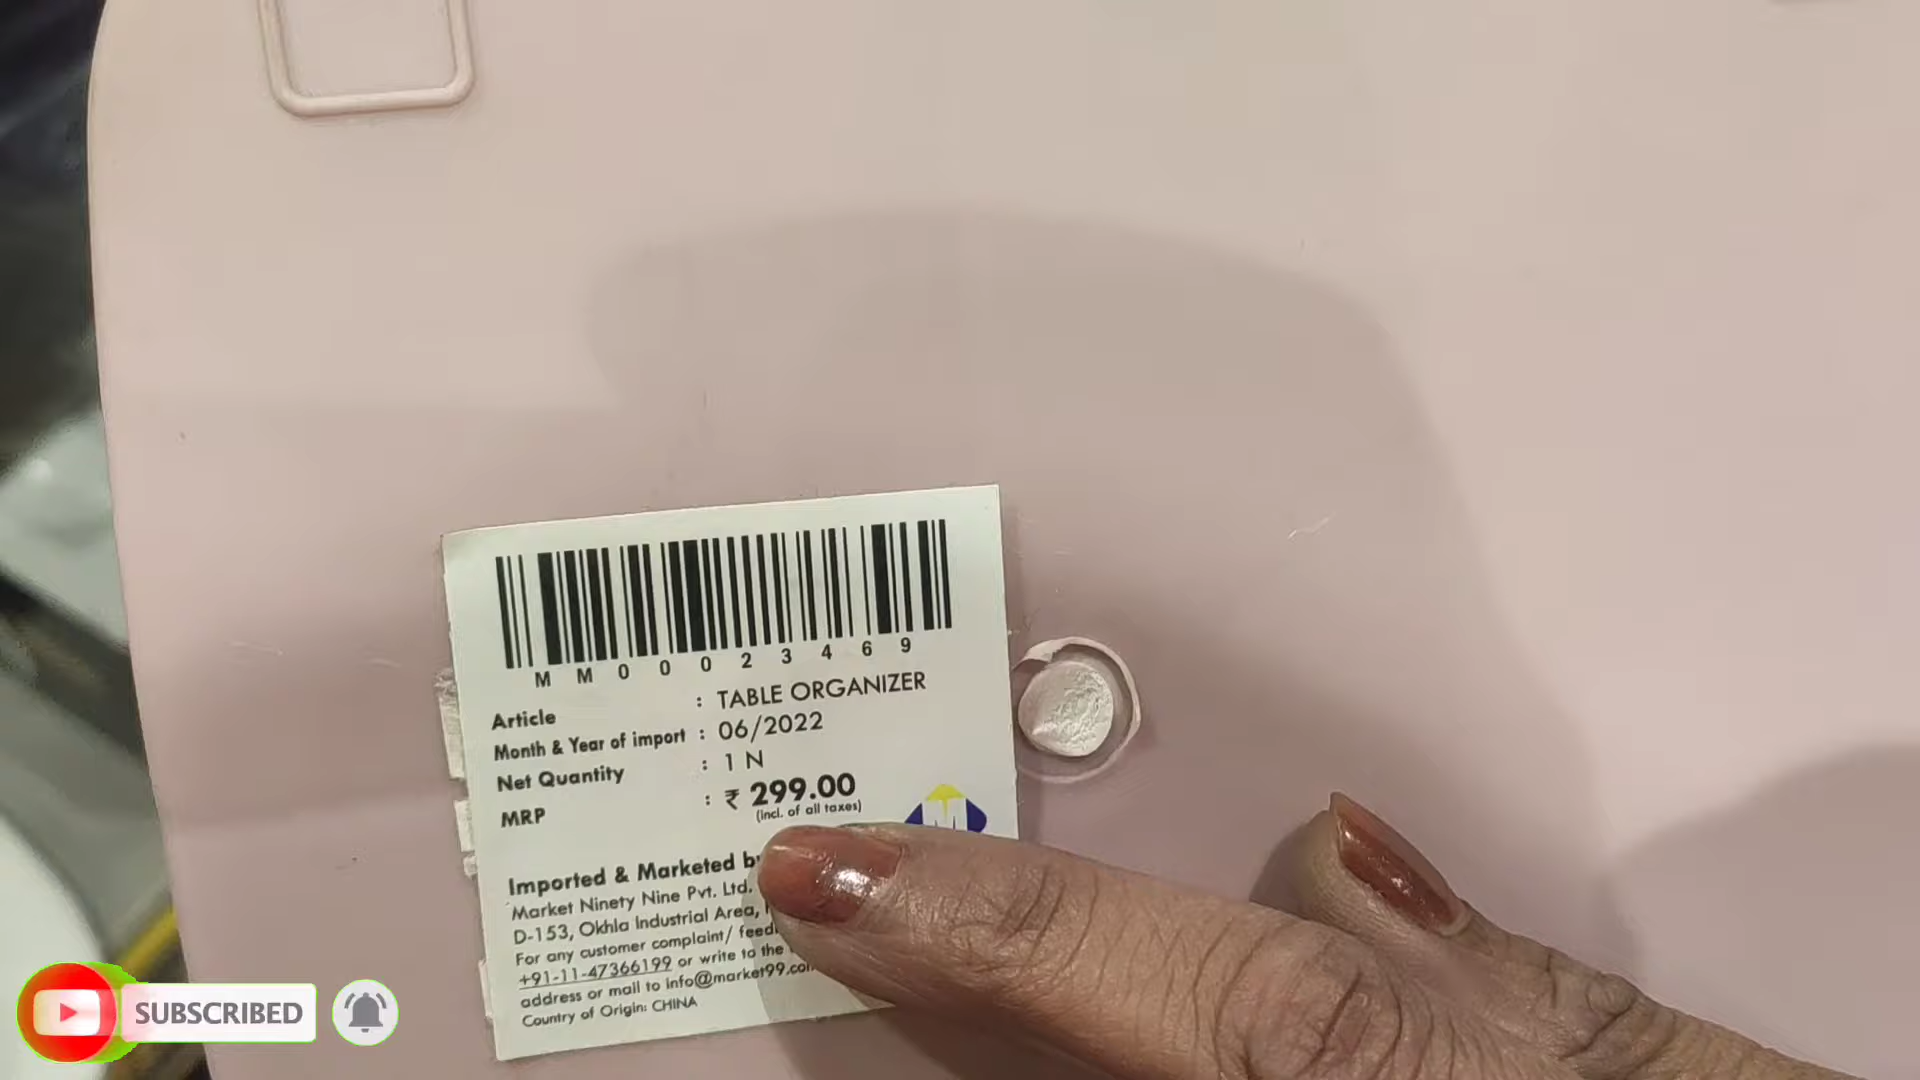 MM00023469
Article : TABLE ORGANIZER
Month & Year of import : 06/2022
Net Quantity : 1 N
MRP : ₹ 299.00
(incl. of all taxes)
Imported & Marketed
Market Ninety Nine Pvt. Ltd.
D-153, Okhla Industrial Area,
For any customer complaint/
+91-11-47366199 or write to the
address or mail to info@market99.com
Country of Origin: CHINA
SUBSCRIBED